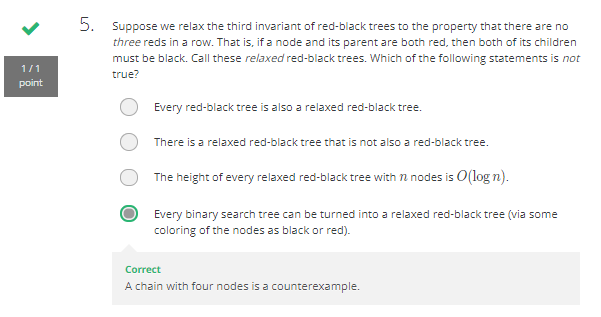 5.
Suppose we relax the third invariant of red-black trees to the property that there are no
three reds in a row. That is, if a node and its parent are both red, then both of its children
must be black. Call these relaxed red-black trees. Which of the following statements is not
true?
1 / 1
point
Every red-black tree is also a relaxed red-black tree.
There is a relaxed red-black tree that is not also a red-black tree.
The height of every relaxed red-black tree with n nodes is O(log n).
Every binary search tree can be turned into a relaxed red-black tree (via some
coloring of the nodes as black or red).
Correct
A chain with four nodes is a counterexample.